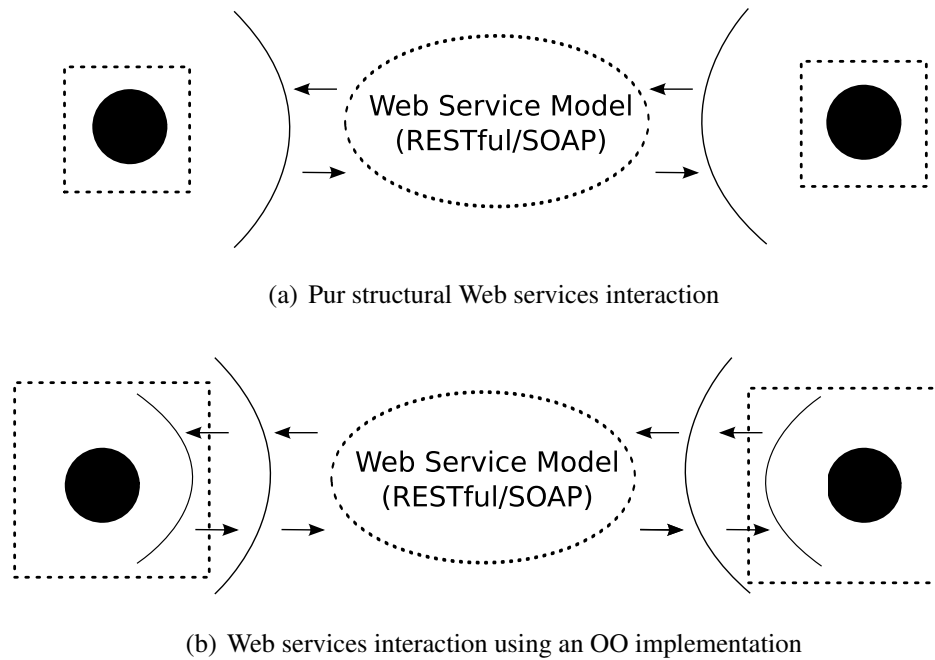 Web Service Model
(RESTful/SOAP)
(a) Pur structural Web services interaction
Web Service Model
(RESTful/SOAP)
(b) Web services interaction using an OO implementation